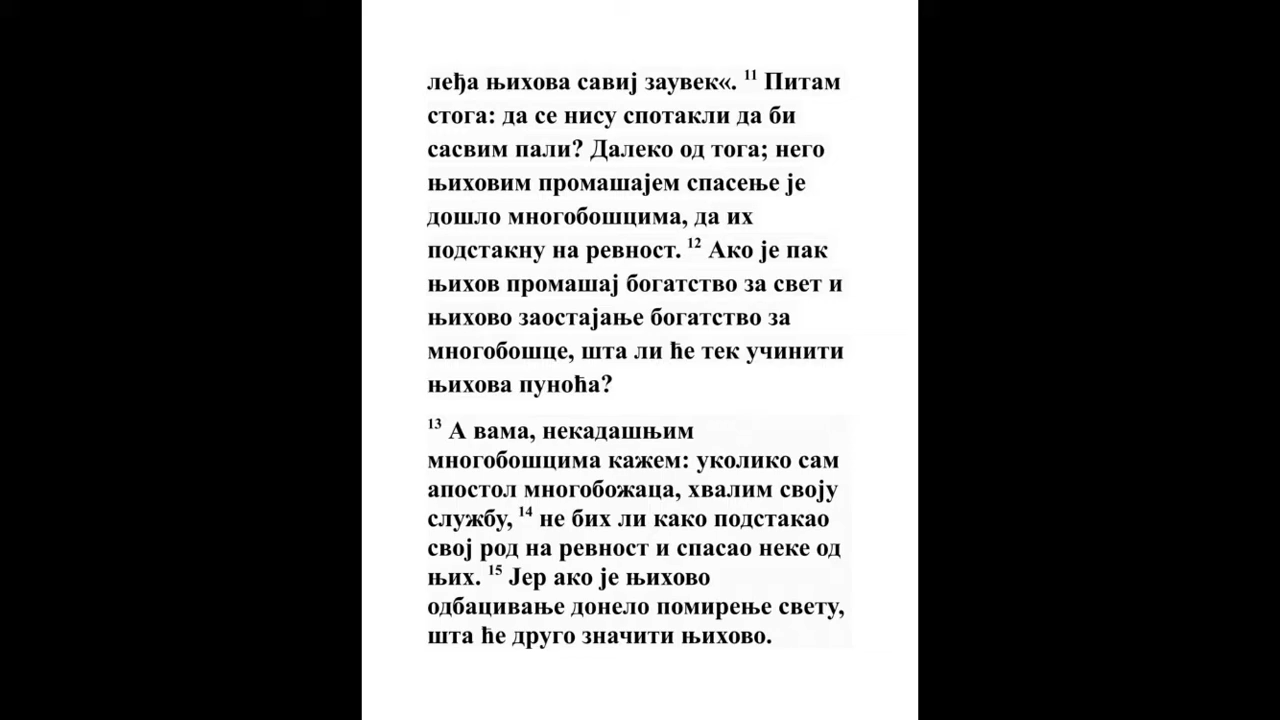 леђа њихова савиј заувек«. 11 Питам
стога: да се нису спотакли да би
сасвим пали? Далеко од тога; него
њиховим промашајем спасење је
дошло многобошцима, да их
подстакну на ревност. 12 Ако је пак
њихов промашај богатство за свет и
њихово заостајање богатство за
многобошце, шта ли ће тек учинити
њихова пуноћа?
13 А вама, некадашњим
многобошцима кажем: уколико сам
апостол многобожаца, хвалим своју
службу, 14 не бих ли како подстакао
свој род на ревност и спасао неке од
њих. 15 Јер ако је њихово
одбацивање донело помирење свету,
шта ће друго значити њихово.